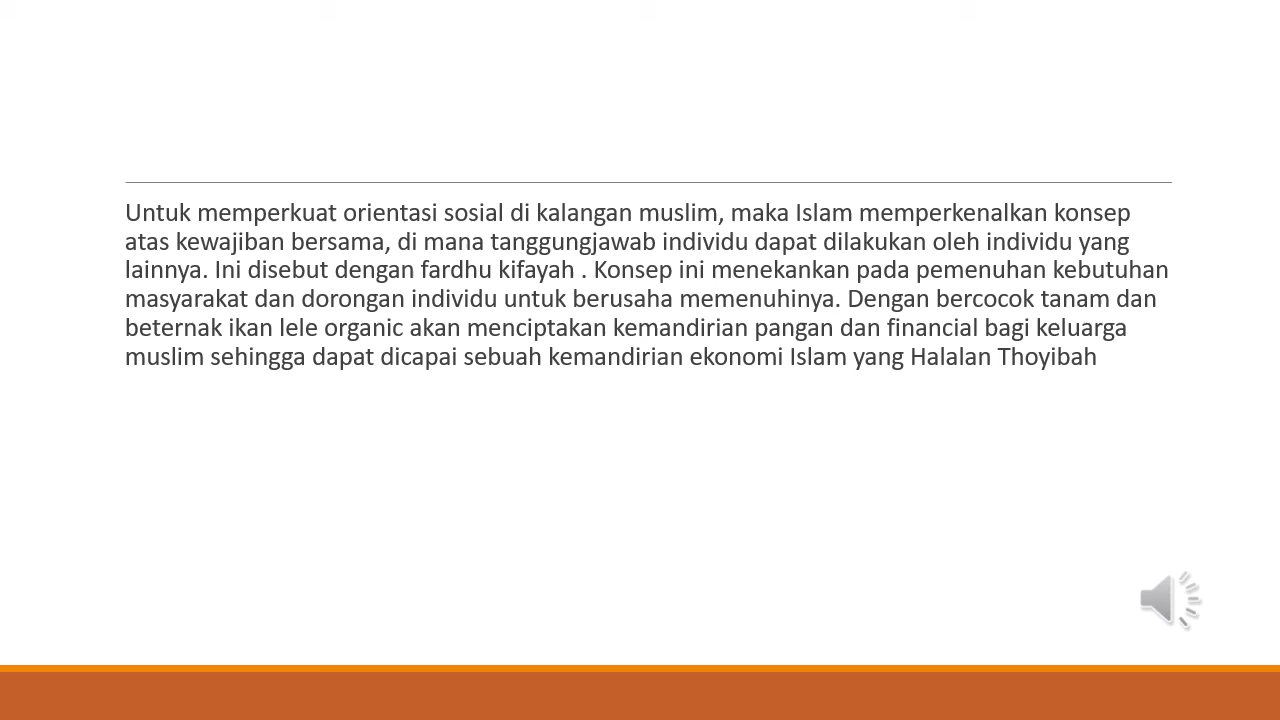 Untuk memperkuat orientasi sosial di kalangan muslim, maka Islam memperkenalkan konsep
atas kewajiban bersama, di mana tanggungjawab individu dapat dilakukan oleh individu yang
lainnya. Ini disebut dengan fardhu kifayah . Konsep ini menekankan pada pemenuhan kebutuhan
masyarakat dan dorongan individu untuk berusaha memenuhinya. Dengan bercocok tanam dan
beternak ikan lele organic akan menciptakan kemandirian pangan dan financial bagi keluarga
muslim sehingga dapat dicapai sebuah kemandirian ekonomi Islam yang Halalan Thoyibah